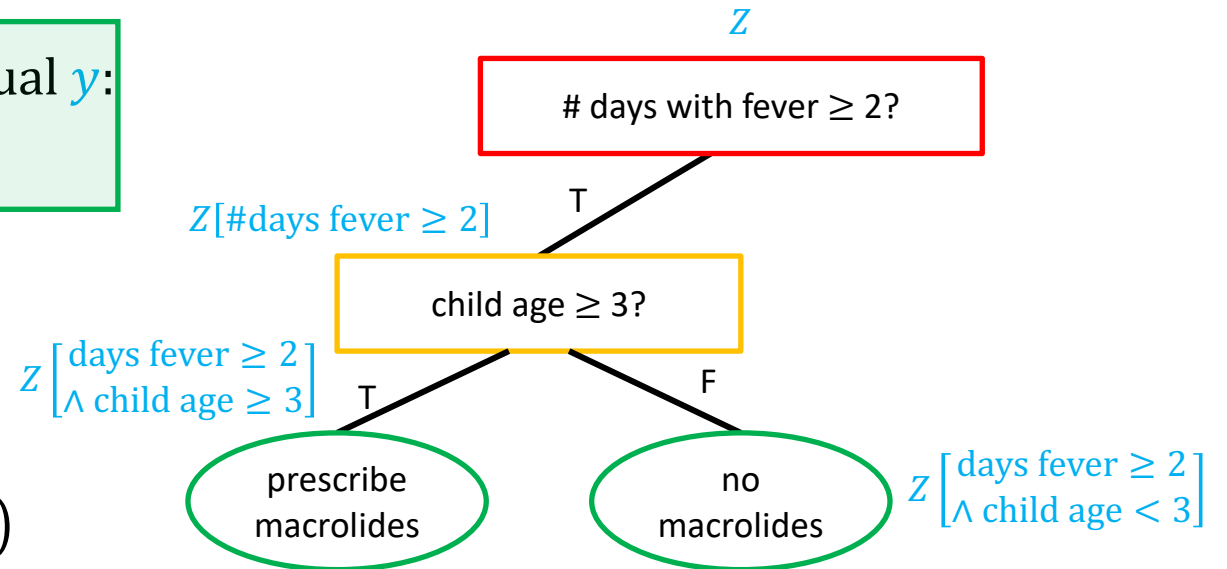 Z
ual y:
# days with fever ≥ 2?
T
Z[#days fever ≥ 2]
child age ≥ 3?
Z [days fever ≥ 2
∧ child age ≥ 3]
T
F
prescribe
macrolides
no
macrolides
Z [days fever ≥ 2
∧ child age < 3]
)